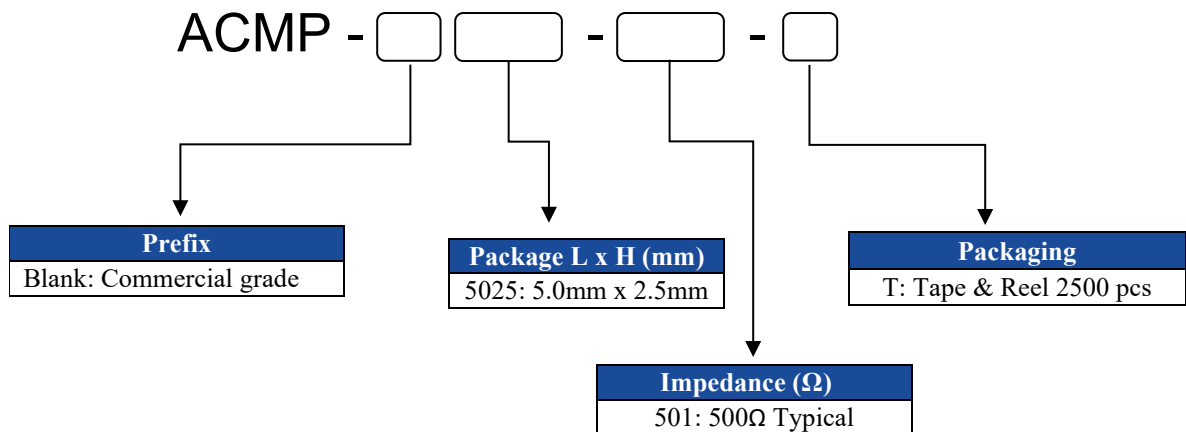 ACMP - - -
Prefix
Blank: Commercial grade
Package L x H (mm)
5025: 5.0mm x 2.5mm
Impedance (Ω)
501: 500Ω Typical
Packaging
T: Tape & Reel 2500 pcs